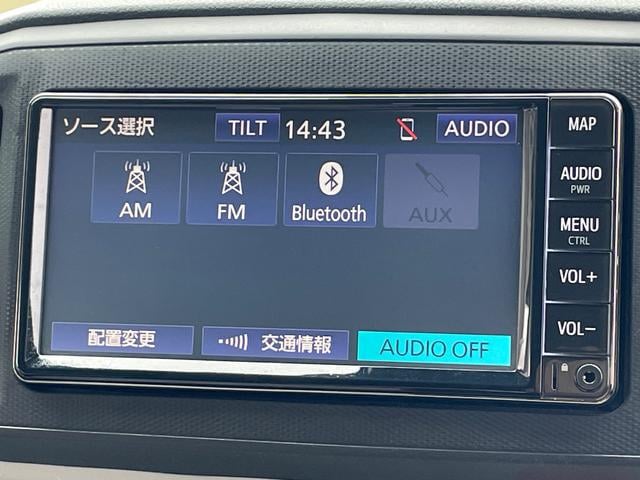 ソース選択 TILT 14:43 AUDIO
AM FM Bluetooth AUX
配置変更 交通情報 AUDIO OFF
MAP
AUDIO
PWR
MENU
CTRL
VOL+
VOL−